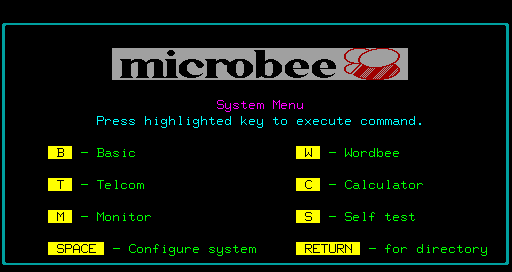 microbee
System Menu
Press highlighted key to execute command.
B - Basic W - Wordbee
T - Telcom C - Calculator
M - Monitor S - Self test
SPACE - Configure system RETURN - for directory